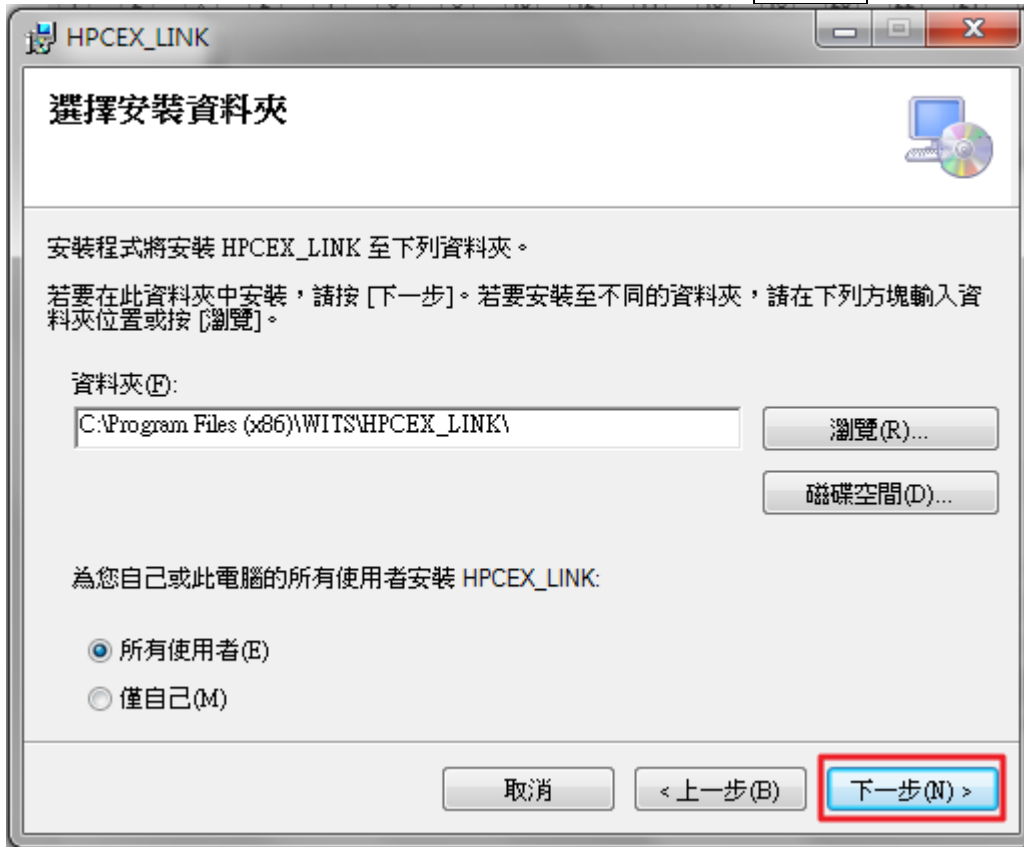 HPCEX_LINK
選擇安裝資料夾
安裝程式將安裝 HPCEX_LINK 至下列資料夾。
若要在此資料夾中安裝，請按 [下一步]。若要安裝至不同的資料夾，請在下列方塊輸入資
料夾位置或按 [瀏覽]。
資料夾(F):
C:\Program Files (x86)\WITS\HPCEX_LINK\
瀏覽(R)...
磁碟空間(D)...
為您自己或此電腦的所有使用者安裝 HPCEX_LINK:
所有使用者(E)
僅自己(M)
取消
< 上一步(B)
下一步(N) >